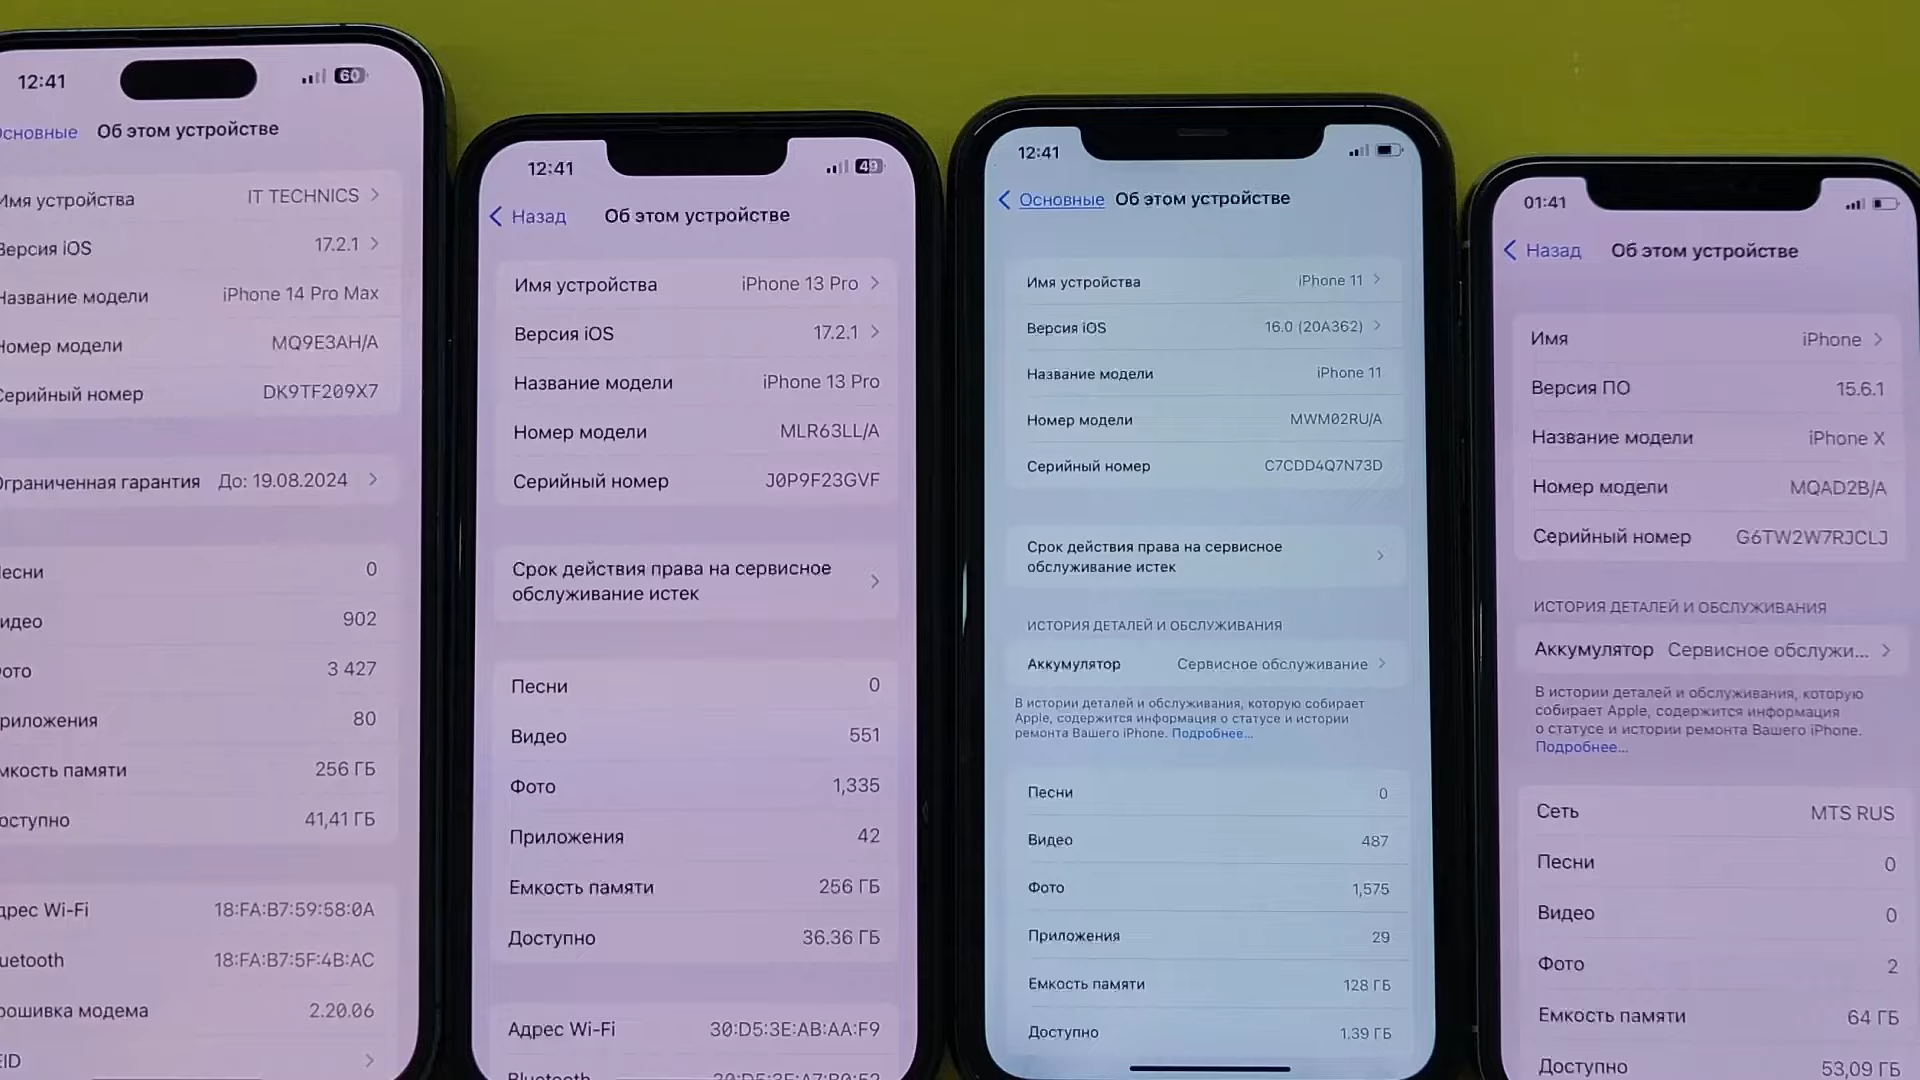 12:41
60
Основные
Об этом устройстве
Имя устройства
IT TECHNICS
Версия iOS
17.2.1
Название модели
iPhone 14 Pro Max
Номер модели
MQ9E3AH/A
Серийный номер
DK9TF209X7
Ограниченная гарантия
До: 19.08.2024
Песни
0
Видео
902
Фото
3 427
Приложения
80
Емкость памяти
256 ГБ
Доступно
41,41 ГБ
Адрес Wi-Fi
18:FA:B7:59:58:0A
Bluetooth
18:FA:B7:5F:4B:AC
Прошивка модема
2.20.06
EID
12:41
49
Назад
Об этом устройстве
Имя устройства
iPhone 13 Pro
Версия iOS
17.2.1
Название модели
iPhone 13 Pro
Номер модели
MLR63LL/A
Серийный номер
J0P9F23GVF
Срок действия права на сервисное
обслуживание истек
Песни
0
Видео
551
Фото
1,335
Приложения
42
Емкость памяти
256 ГБ
Доступно
36.36 ГБ
Адрес Wi-Fi
30:D5:3E:AB:AA:F9
Bluetooth
12:41
Основные
Об этом устройстве
Имя устройства
iPhone 11
Версия iOS
16.0 (20A362)
Название модели
iPhone 11
Номер модели
MWM02RU/A
Серийный номер
C7CDD4Q7N73D
Срок действия права на сервисное
обслуживание истек
ИСТОРИЯ ДЕТАЛЕЙ И ОБСЛУЖИВАНИЯ
Аккумулятор
Сервисное обслуживание
В истории деталей и обслуживания, которую собирает
Apple, содержится информация о статусе и истории
ремонта Вашего iPhone. Подробнее...
Песни
0
Видео
487
Фото
1,575
Приложения
29
Емкость памяти
128 ГБ
Доступно
1.39 ГБ
01:41
Назад
Об этом устройстве
Имя
iPhone
Версия ПО
15.6.1
Название модели
iPhone X
Номер модели
MQAD2B/A
Серийный номер
G6TW2W7RJCLJ
ИСТОРИЯ ДЕТАЛЕЙ И ОБСЛУЖИВАНИЯ
Аккумулятор
Сервисное обслужи...
В истории деталей и обслуживания, которую
собирает Apple, содержится информация
о статусе и истории ремонта Вашего iPhone.
Подробнее...
Сеть
MTS RUS
Песни
0
Видео
0
Фото
2
Емкость памяти
64 ГБ
Доступно
53,09 ГБ